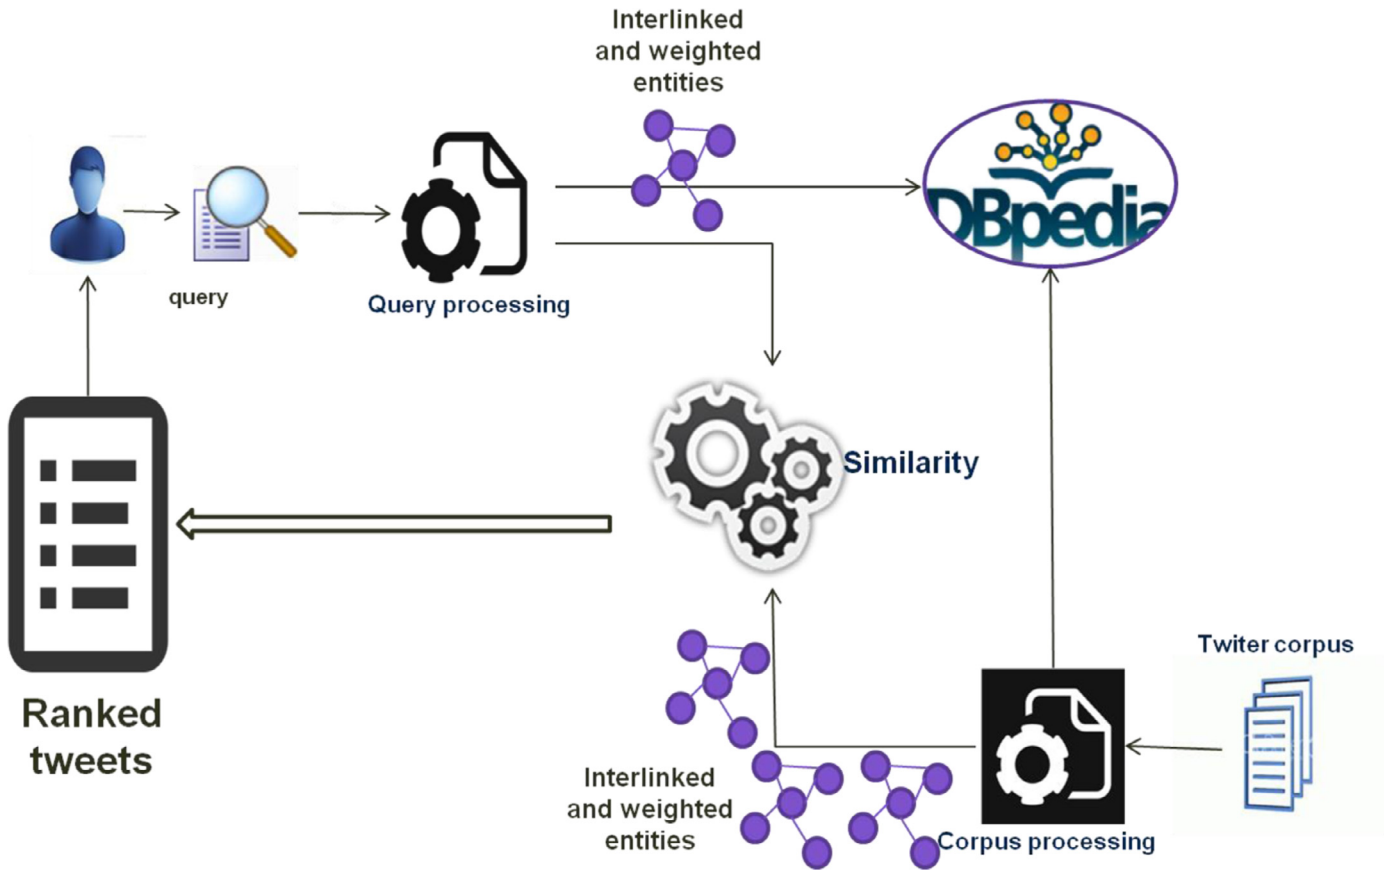 Interlinked
and weighted
entities
DBpedia
query
Query processing
Similarity
Twiter corpus
Ranked
tweets
Interlinked
and weighted
entities
Corpus processing